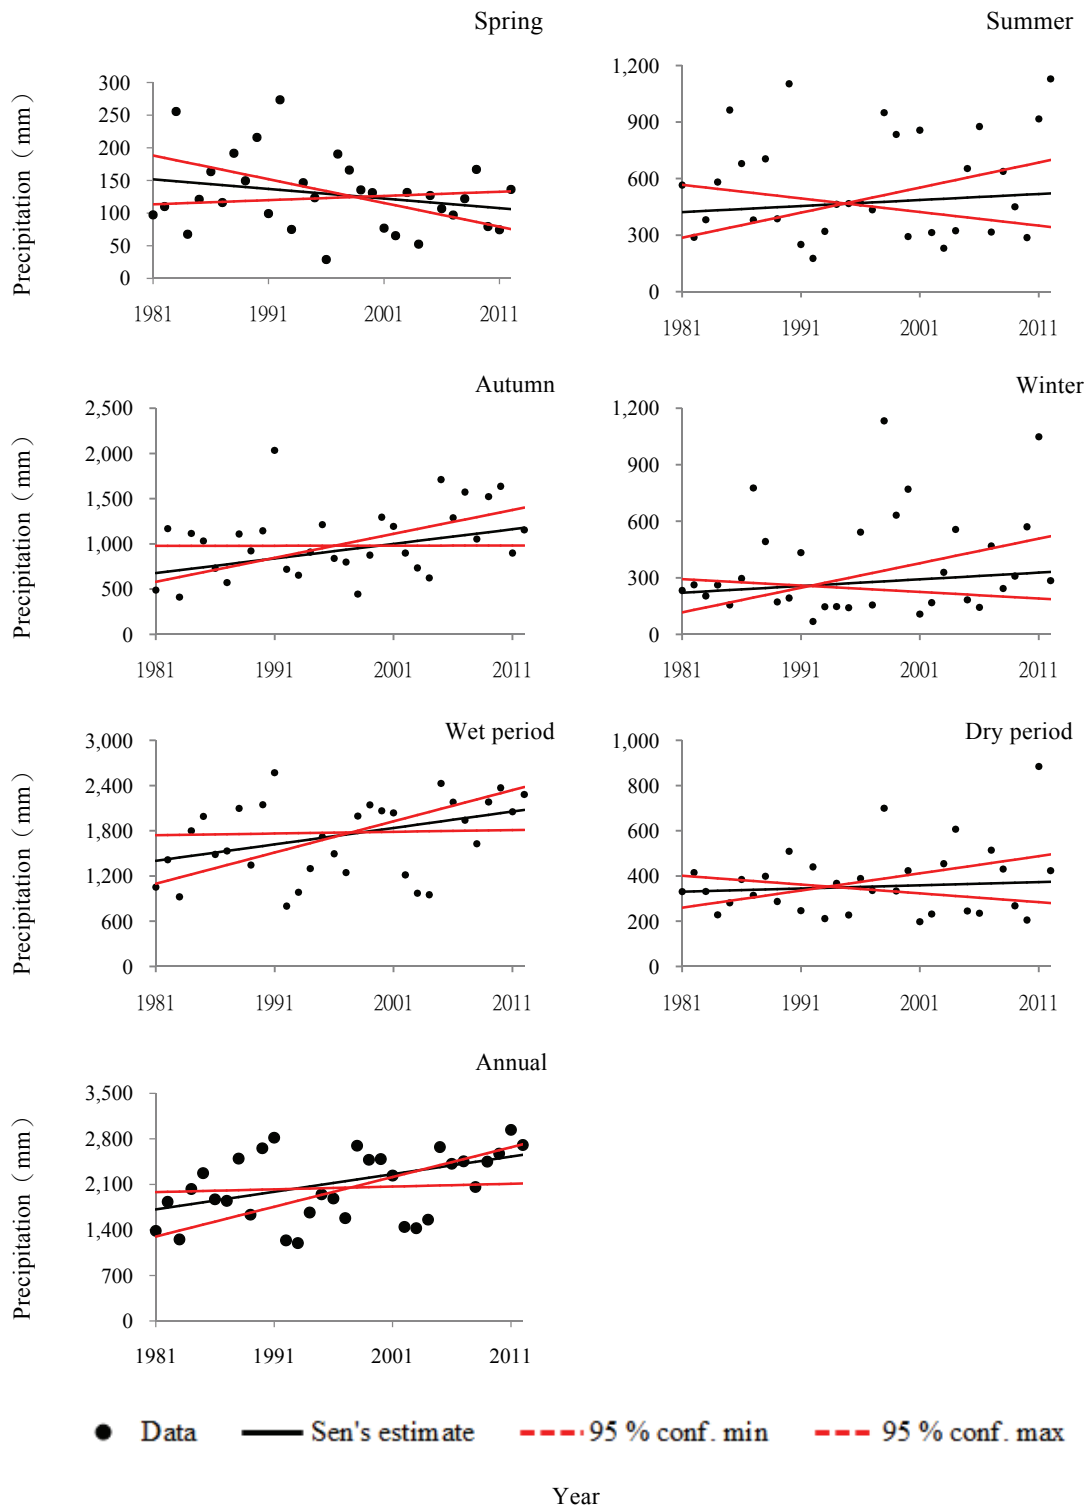 Spring
Precipitation (mm)
300
250
200
150
100
50
0
1981 1991 2001 2011
Summer
1,200
900
600
300
0
1981 1991 2001 2011
Autumn
Precipitation (mm)
2,500
2,000
1,500
1,000
500
0
1981 1991 2001 2011
Winter
1,200
900
600
300
0
1981 1991 2001 2011
Wet period
Precipitation (mm)
3,000
2,400
1,800
1,200
600
0
1981 1991 2001 2011
Dry period
1,000
800
600
400
200
0
1981 1991 2001 2011
Annual
Precipitation (mm)
3,500
2,800
2,100
1,400
700
0
1981 1991 2001 2011
Data Sen's estimate 95 % conf. min 95 % conf. max
Year